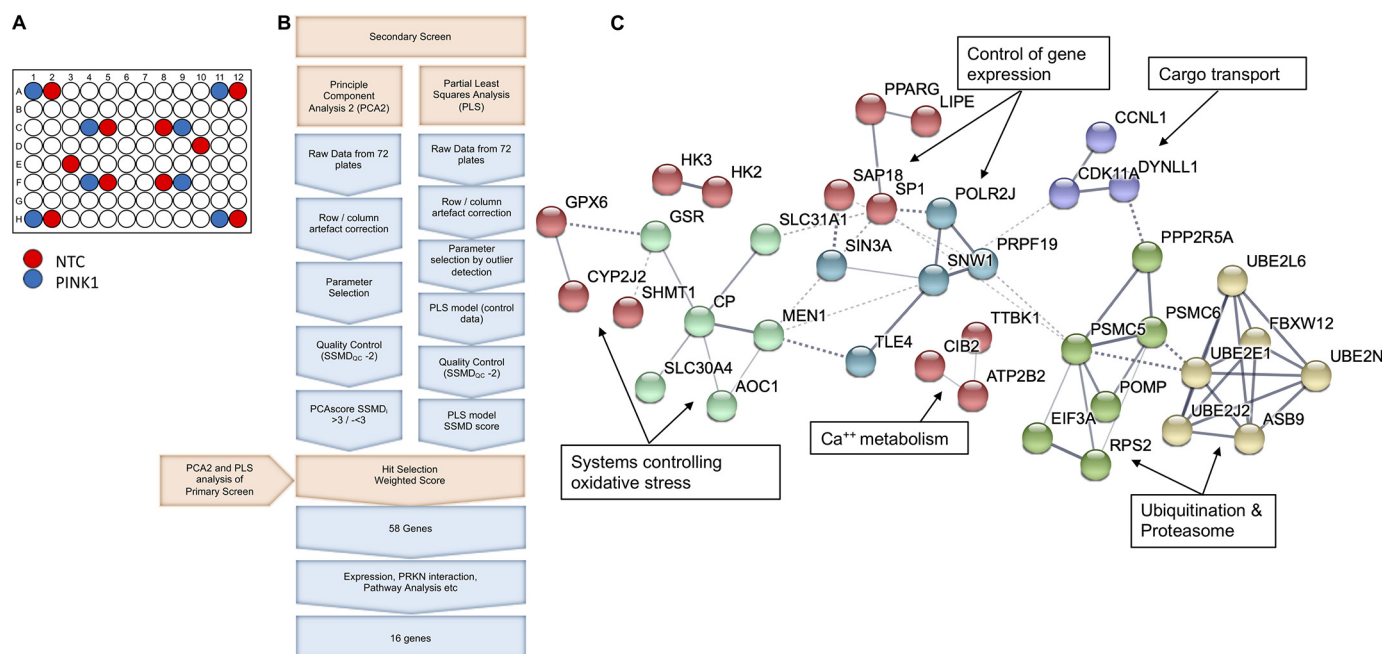 A
1 2 3 4 5 6 7 8 9 10 11 12
A
B
C
D
E
F
G
H
NTC
PINK1
B
Secondary Screen
Principle
Component
Analysis 2 (PCA2)
Partial Least
Squares Analysis
(PLS)
Raw Data from 72
plates
Raw Data from 72
plates
Row / column
artefact correction
Row / column
artefact correction
Parameter
Selection
Parameter
selection by outlier
detection
PLS model (control
data)
Quality Control
(SSMDQC -2)
Quality Control
(SSMDQC -2)
PCAscore SSMDi
>3 / -<3
PLS model
SSMD score
PCA2 and PLS
analysis of
Primary Screen
Hit Selection
Weighted Score
58 Genes
Expression, PRKN interaction,
Pathway Analysis etc
16 genes
C
Control of gene
expression
Cargo transport
PPARG
LIPE
CCNL1
HK3
HK2
SAP18
SP1
POLR2J
CDK11A
DYNLL1
GPX6
GSR
SLC31A1
SIN3A
SNW1
PRPF19
PPP2R5A
UBE2L6
CYP2J2
SHMT1
CP
MEN1
TLE4
TTBK1
CIB2
ATP2B2
PSMC5
PSMC6
FBXW12
UBE2E1
UBE2N
SLC30A4
AOC1
POMP
EIF3A
RPS2
UBE2J2
ASB9
Ca++ metabolism
Systems controlling
oxidative stress
Ubiquitination &
Proteasome